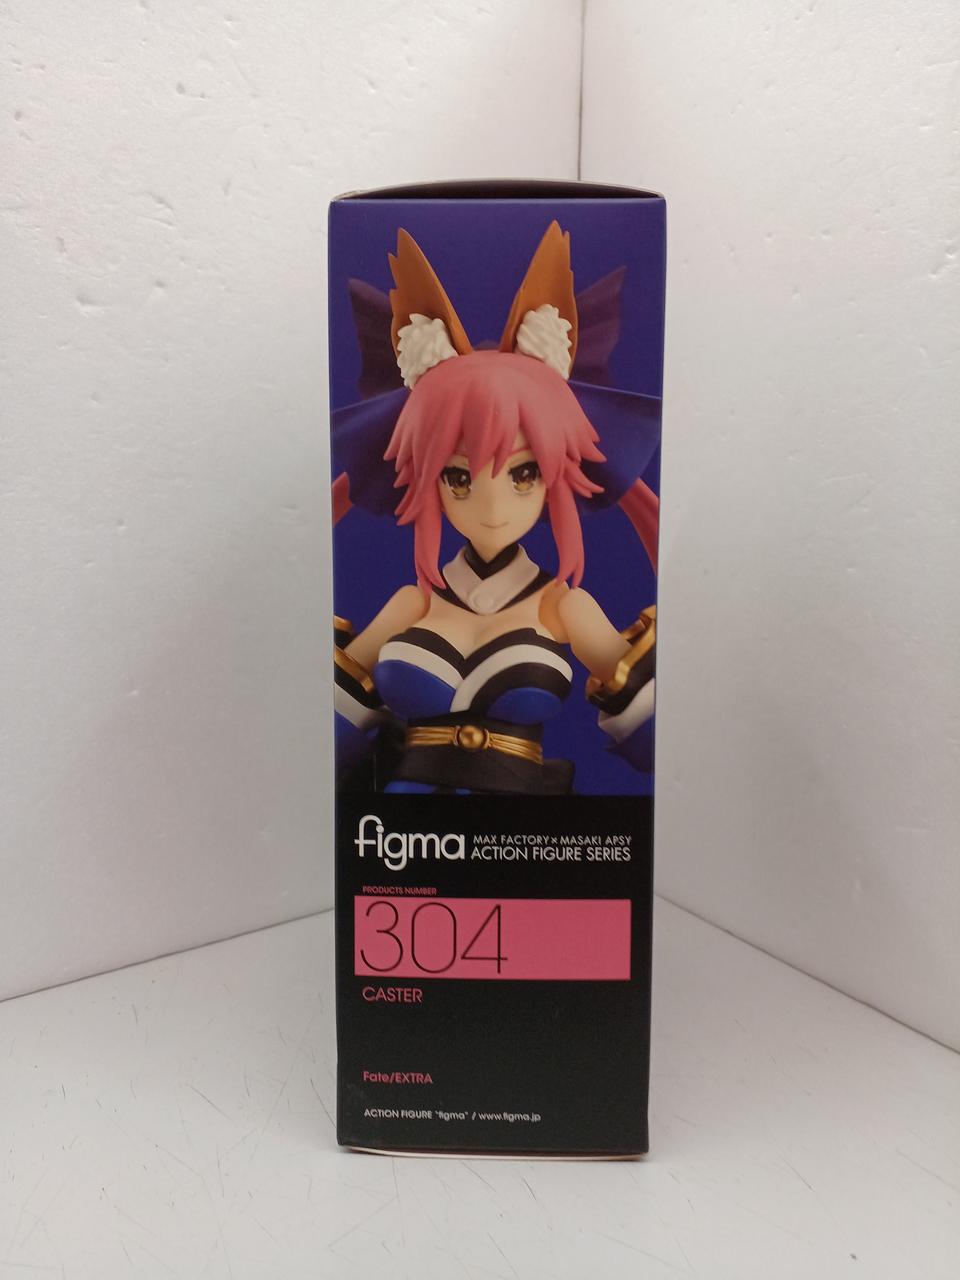 figma
MAX FACTORY × MASAKI APSY
ACTION FIGURE SERIES
PRODUCTS NUMBER
304
CASTER
Fate/EXTRA
ACTION FIGURE "figma" / www.figma.jp